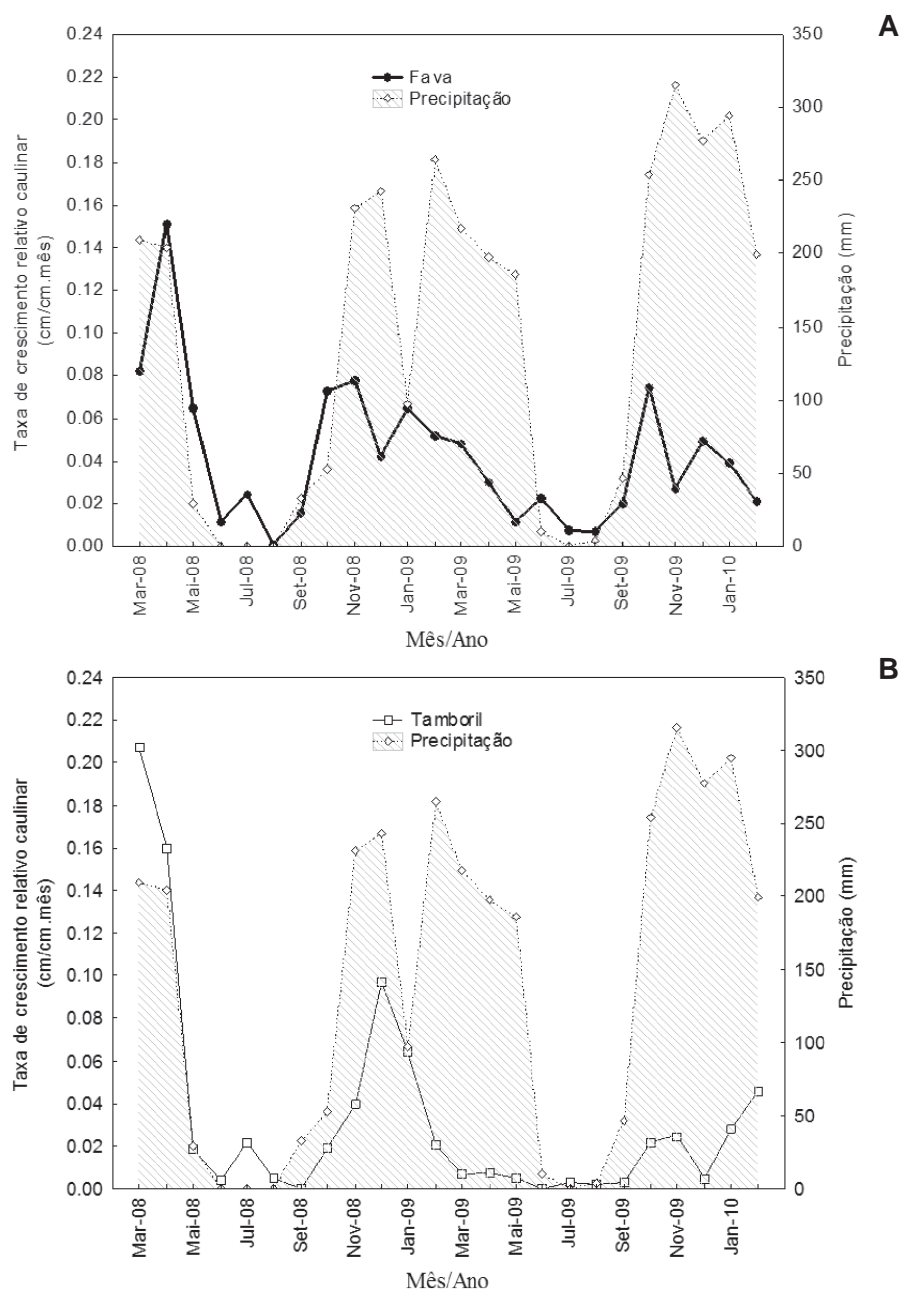 A
Fava
Precipitação
Taxa de crescimento relativo caulinar
(cm/cm.mês)
0.24
0.22
0.20
0.18
0.16
0.14
0.12
0.10
0.08
0.06
0.04
0.02
0.00
350
300
250
200
150
100
50
0
Precipitação (mm)
Mar-08
Mai-08
Jul-08
Set-08
Nov-08
Jan-09
Mar-09
Mai-09
Jul-09
Set-09
Nov-09
Jan-10
Mês/Ano
B
Tamboril
Precipitação
Taxa de crescimento relativo caulinar
(cm/cm.mês)
0.24
0.22
0.20
0.18
0.16
0.14
0.12
0.10
0.08
0.06
0.04
0.02
0.00
350
300
250
200
150
100
50
0
Precipitação (mm)
Mar-08
Mai-08
Jul-08
Set-08
Nov-08
Jan-09
Mar-09
Mai-09
Jul-09
Set-09
Nov-09
Jan-10
Mês/Ano